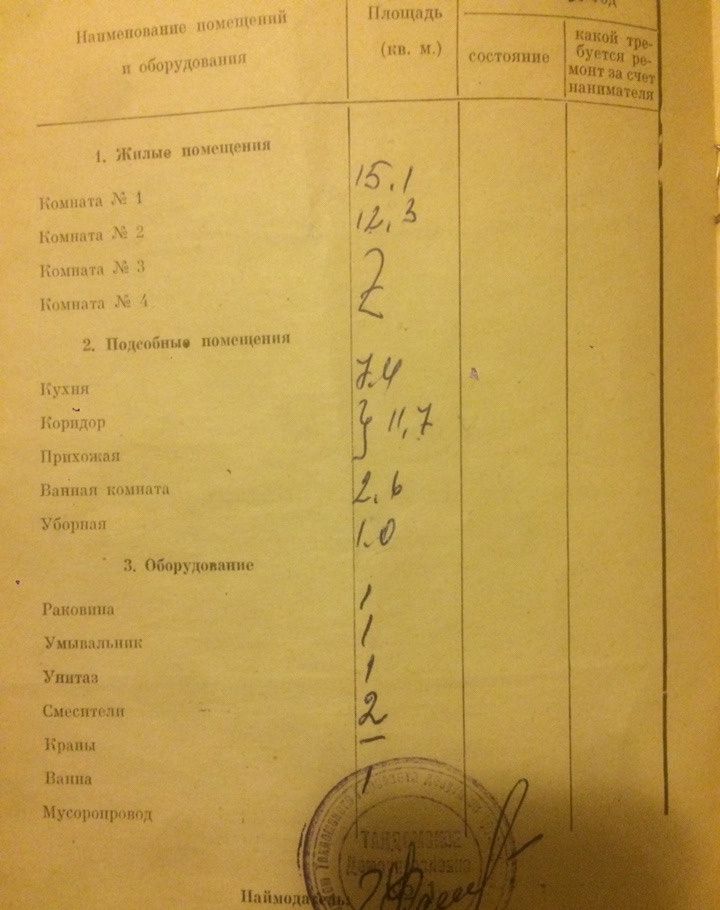 Наименование помещений
и оборудования
Площадь
(кв. м.)
год
состояние
какой тре-
буется ре-
монт за счет
нанимателя
1. Жилые помещения
Комната № 1 15.1
Комната № 2 12,3
Комната № 3
Комната № 4
2. Подсобные помещения
Кухня 7.4
Коридор } 11,7
Прихожая
Ванная комната 2.6
Уборная 1.0
3. Оборудование
Раковина 1
Умывальник 1
Унитаз 1
Смесители 2
Краны —
Ванна 1
Мусоропровод
Наймодатель: